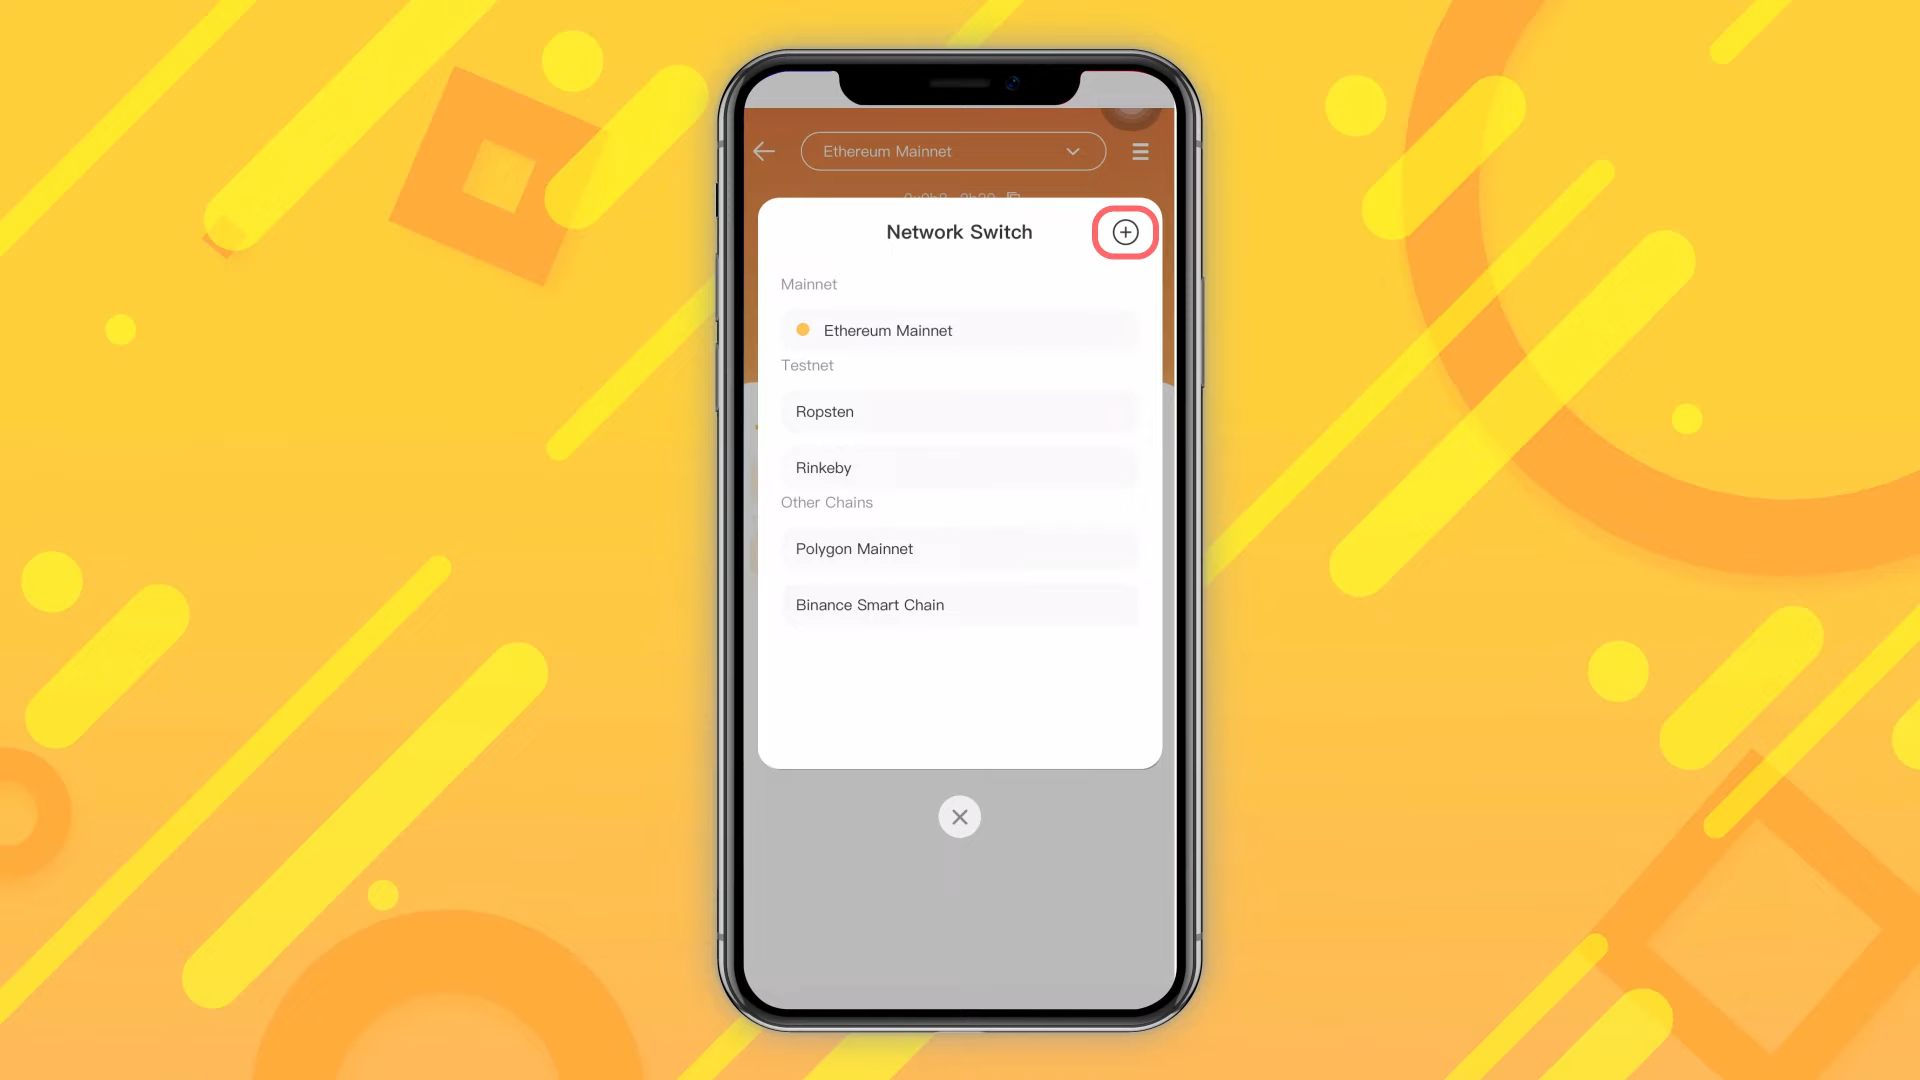 Ethereum Mainnet
Network Switch
Mainnet
Ethereum Mainnet
Testnet
Ropsten
Rinkeby
Other Chains
Polygon Mainnet
Binance Smart Chain